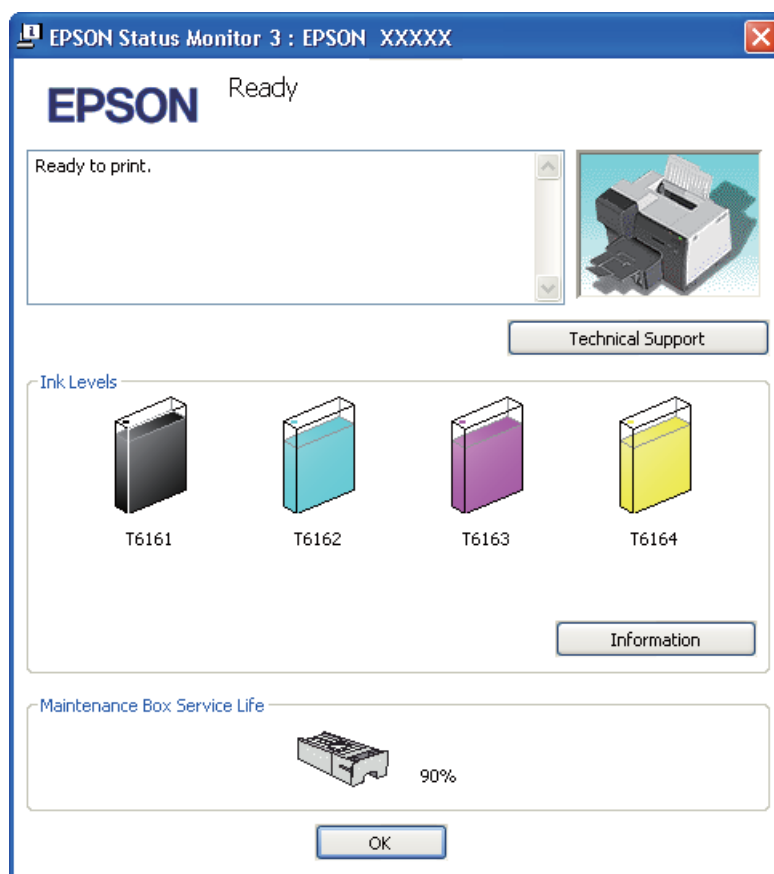 EPSON Status Monitor 3 : EPSON XXXXX
EPSON
Ready
Ready to print.
Technical Support
Ink Levels
T6161
T6162
T6163
T6164
Information
Maintenance Box Service Life
90%
OK